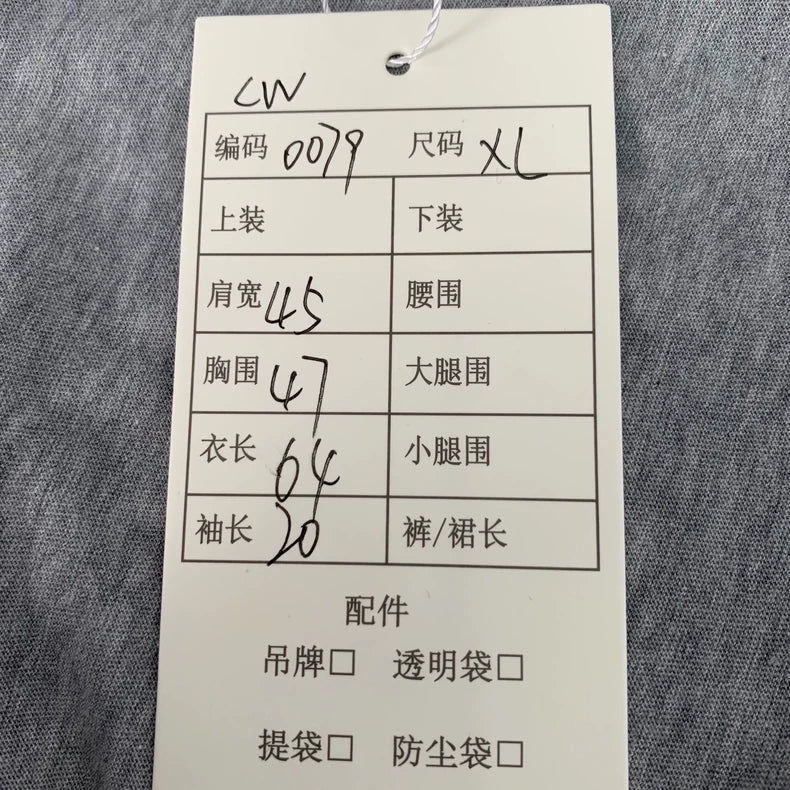 CW
编码 0079 尺码 XL
上装 下装
肩宽 45 腰围
胸围 47 大腿围
衣长 64 小腿围
袖长 20 裤/裙长
配件
吊牌□ 透明袋□
提袋□ 防尘袋□